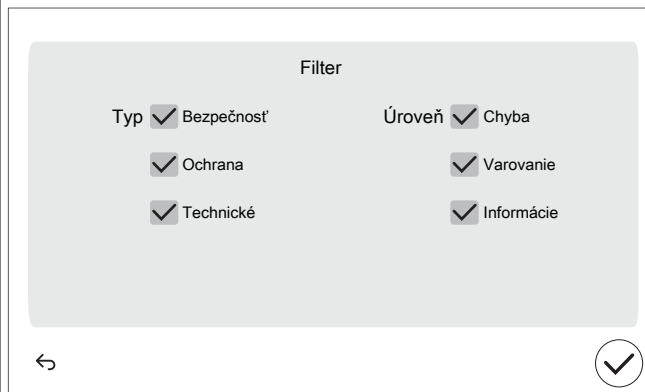 Filter
Typ Bezpečnosť Úroveň Chyba
Ochrana Varovanie
Technické Informácie